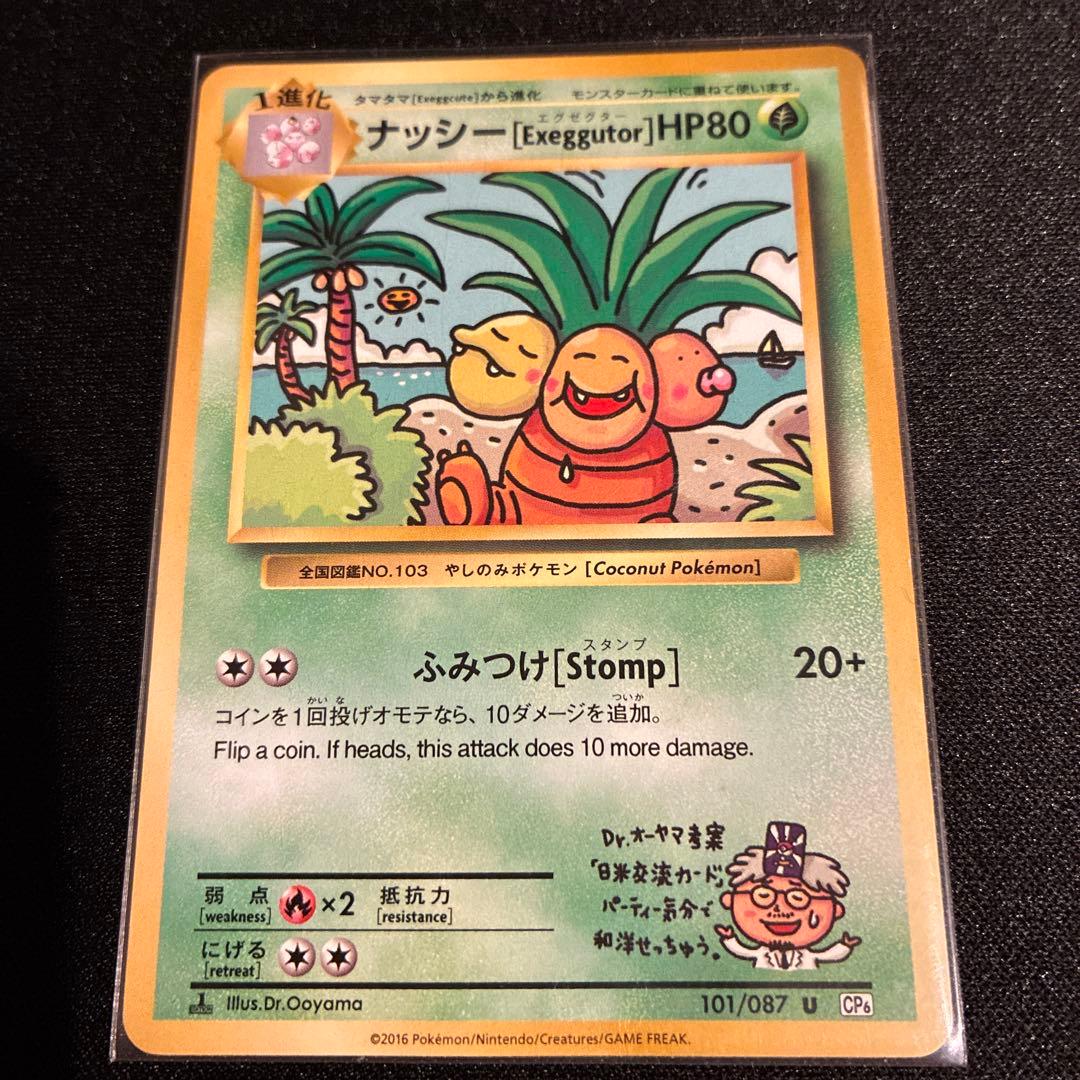 1進化
タマタマ[Exeggcute]から進化 モンスターカードに重ねて使います。
エグゼクター
ナッシー[Exeggutor]HP80
全国図鑑NO.103 やしのみポケモン [Coconut Pokémon]
スタンプ
ふみつけ[Stomp] 20+
かい な ついか
コインを1回投げオモテなら、10ダメージを追加。
Flip a coin. If heads, this attack does 10 more damage.
Dr.オーヤマ考案
「日米交流カード」
パーティー気分で
和洋せっちゅう。
弱点 ×2 抵抗力
[weakness] [resistance]
にげる
[retreat]
1 EDITION Illus.Dr.Ooyama 101/087 U CP6
©2016 Pokémon/Nintendo/Creatures/GAME FREAK.